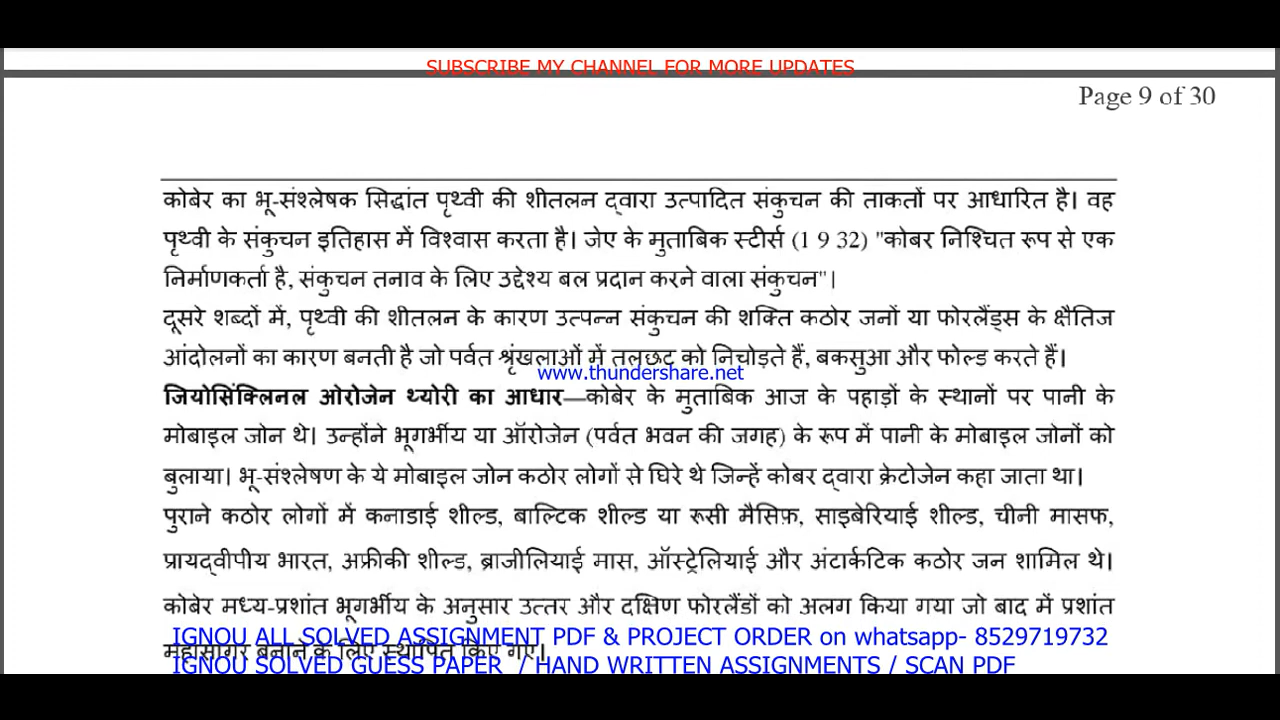 SUBSCRIBE MY CHANNEL FOR MORE UPDATES
Page 9 of 30
कोबेर का भू-संश्लेषक सिद्धांत पृथ्वी की शीतलन द्वारा उत्पादित संकुचन की ताकतों पर आधारित है। वह
पृथ्वी के संकुचन इतिहास में विश्वास करता है। जेए के मुताबिक स्टीर्स (1 9 32) "कोबर निश्चित रूप से एक
निर्माणकर्ता है, संकुचन तनाव के लिए उद्देश्य बल प्रदान करने वाला संकुचन"।
दूसरे शब्दों में, पृथ्वी की शीतलन के कारण उत्पन्न संकुचन की शक्ति कठोर जनों या फोरलैंड्स के क्षैतिज
आंदोलनों का कारण बनती है जो पर्वत श्रृंखलाओं में तलछट को निचोड़ते हैं, बकसुआ और फोल्ड करते हैं।
www.thundershare.net
जियोसिंक्लिनल ओरोजेन थ्योरी का आधार—कोबेर के मुताबिक आज के पहाड़ों के स्थानों पर पानी के
मोबाइल जोन थे। उन्होंने भूगर्भीय या ऑरोजेन (पर्वत भवन की जगह) के रूप में पानी के मोबाइल जोनों को
बुलाया। भू-संश्लेषण के ये मोबाइल जोन कठोर लोगों से घिरे थे जिन्हें कोबर द्वारा क्रेटोजेन कहा जाता था।
पुराने कठोर लोगों में कनाडाई शील्ड, बाल्टिक शील्ड या रूसी मैसिफ़, साइबेरियाई शील्ड, चीनी मासफ,
प्रायद्वीपीय भारत, अफ्रीकी शील्ड, ब्राजीलियाई मास, ऑस्ट्रेलियाई और अंटार्कटिक कठोर जन शामिल थे।
कोबेर मध्य-प्रशांत भूगर्भीय के अनुसार उत्तर और दक्षिण फोरलैंडों को अलग किया गया जो बाद में प्रशांत
IGNOU ALL SOLVED ASSIGNMENT PDF & PROJECT ORDER on whatsapp- 8529719732
महासागर बनाने के लिए स्थापित किए गए।
IGNOU SOLVED GUESS PAPER / HAND WRITTEN ASSIGNMENTS / SCAN PDF